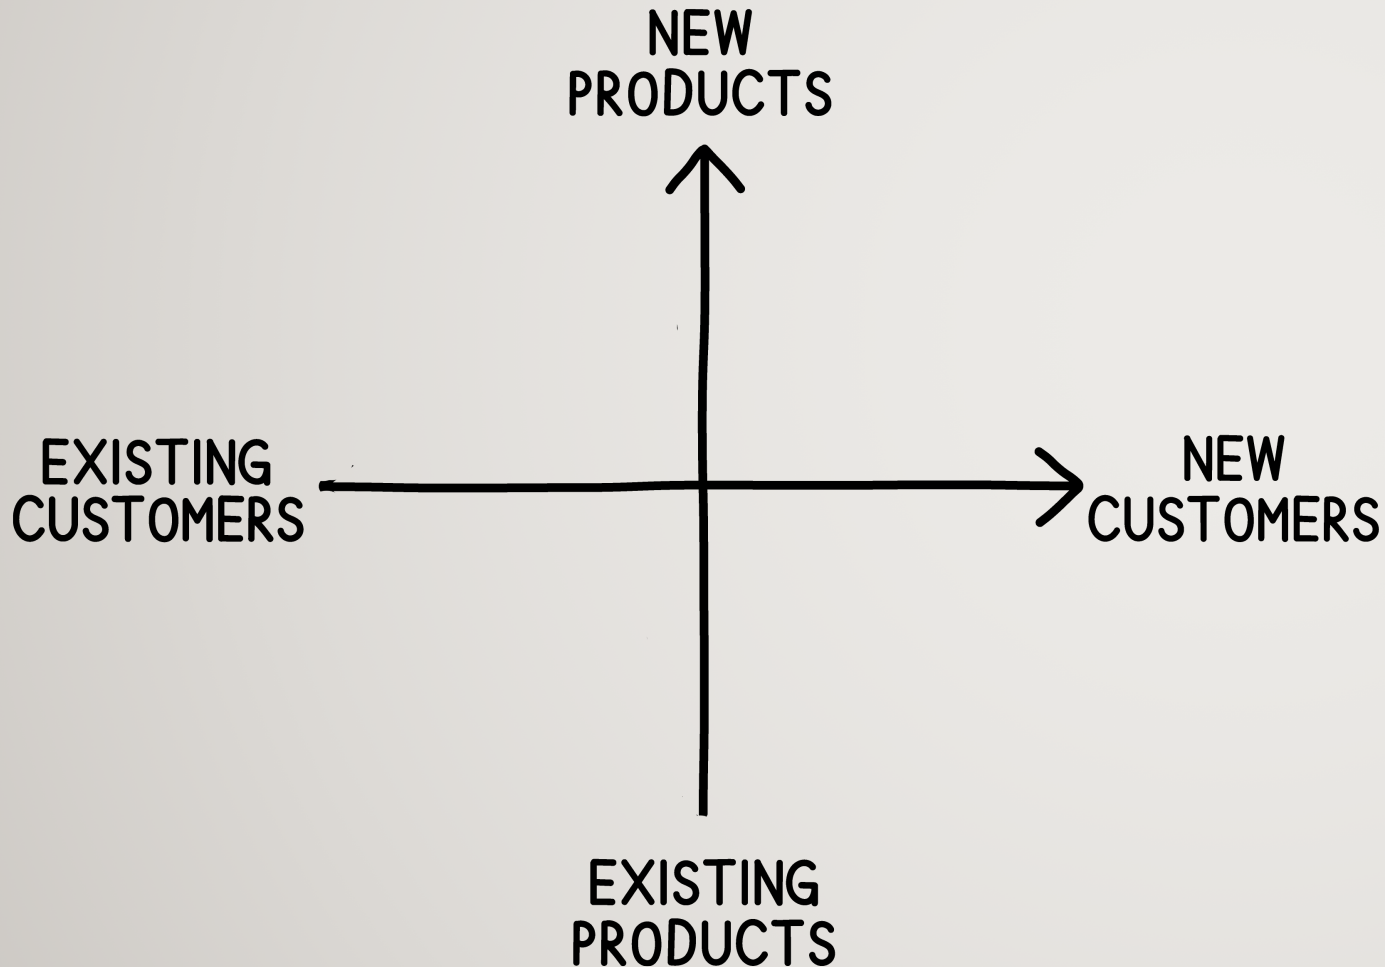 NEW
PRODUCTS
EXISTING
CUSTOMERS
NEW
CUSTOMERS
EXISTING
PRODUCTS